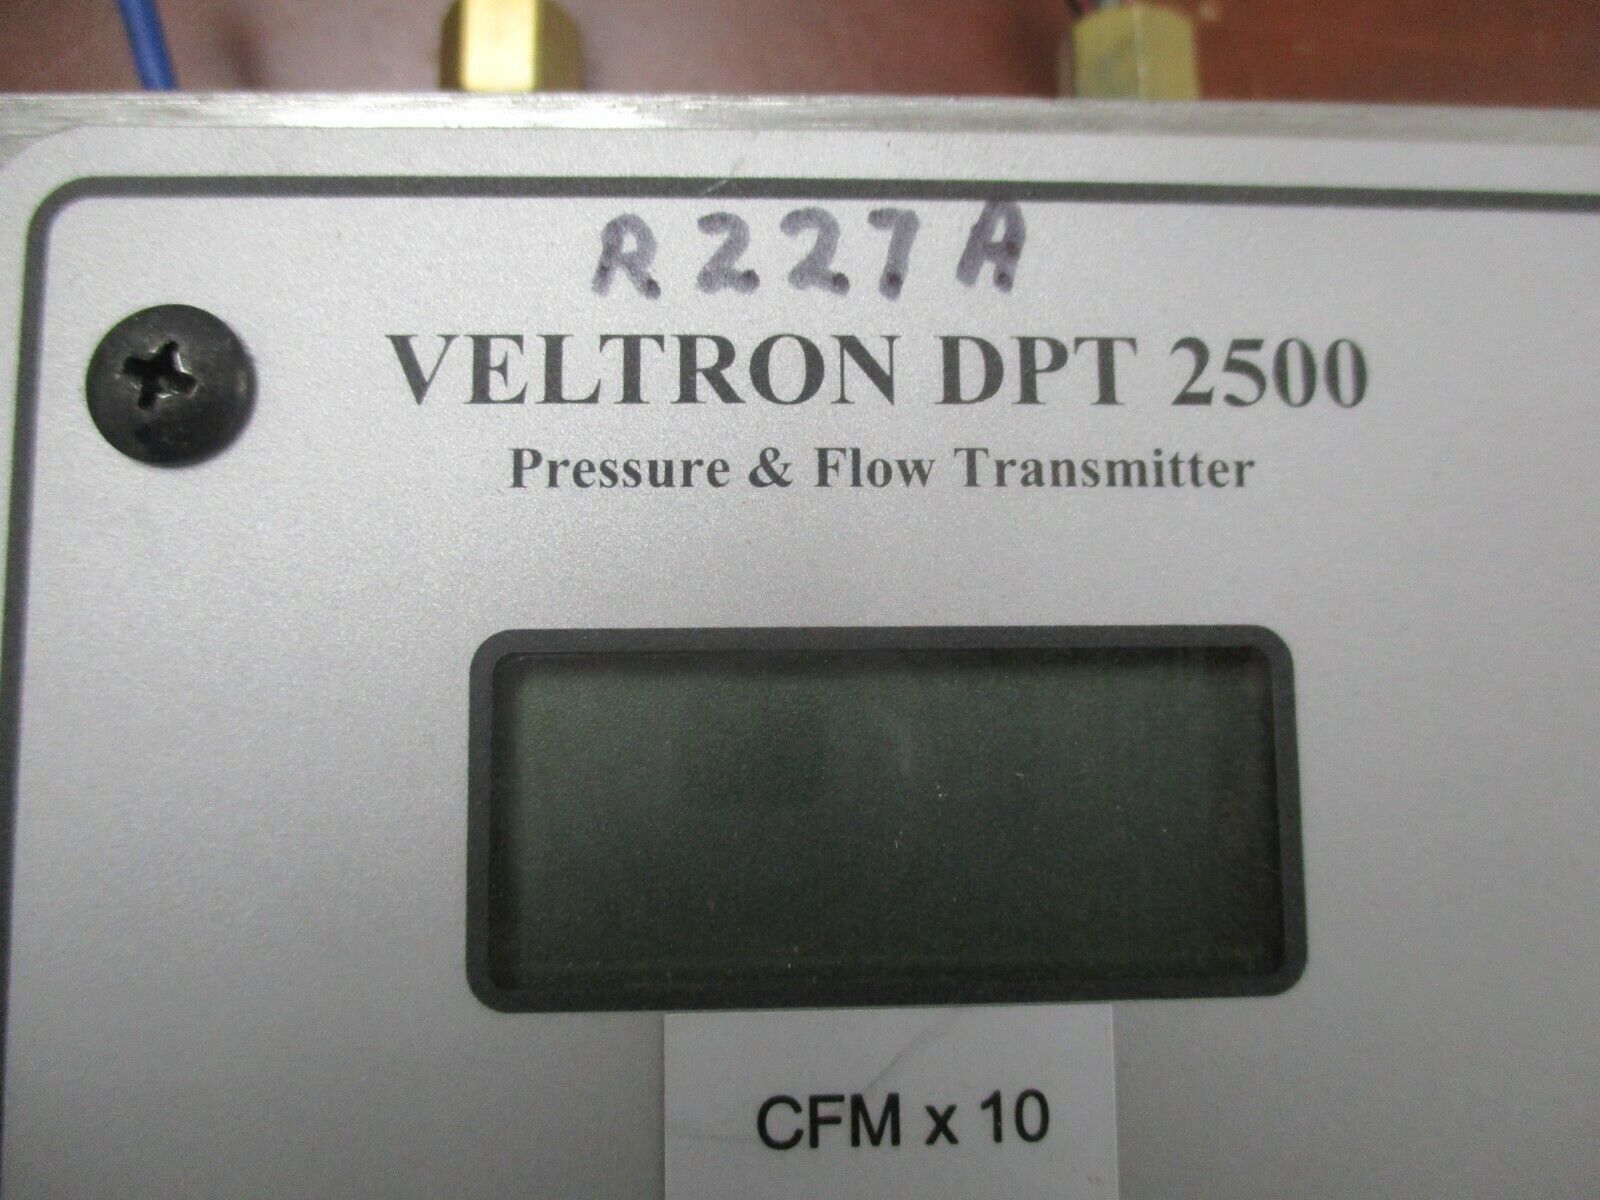 R227A
VELTRON DPT 2500
Pressure & Flow Transmitter
CFM x 10